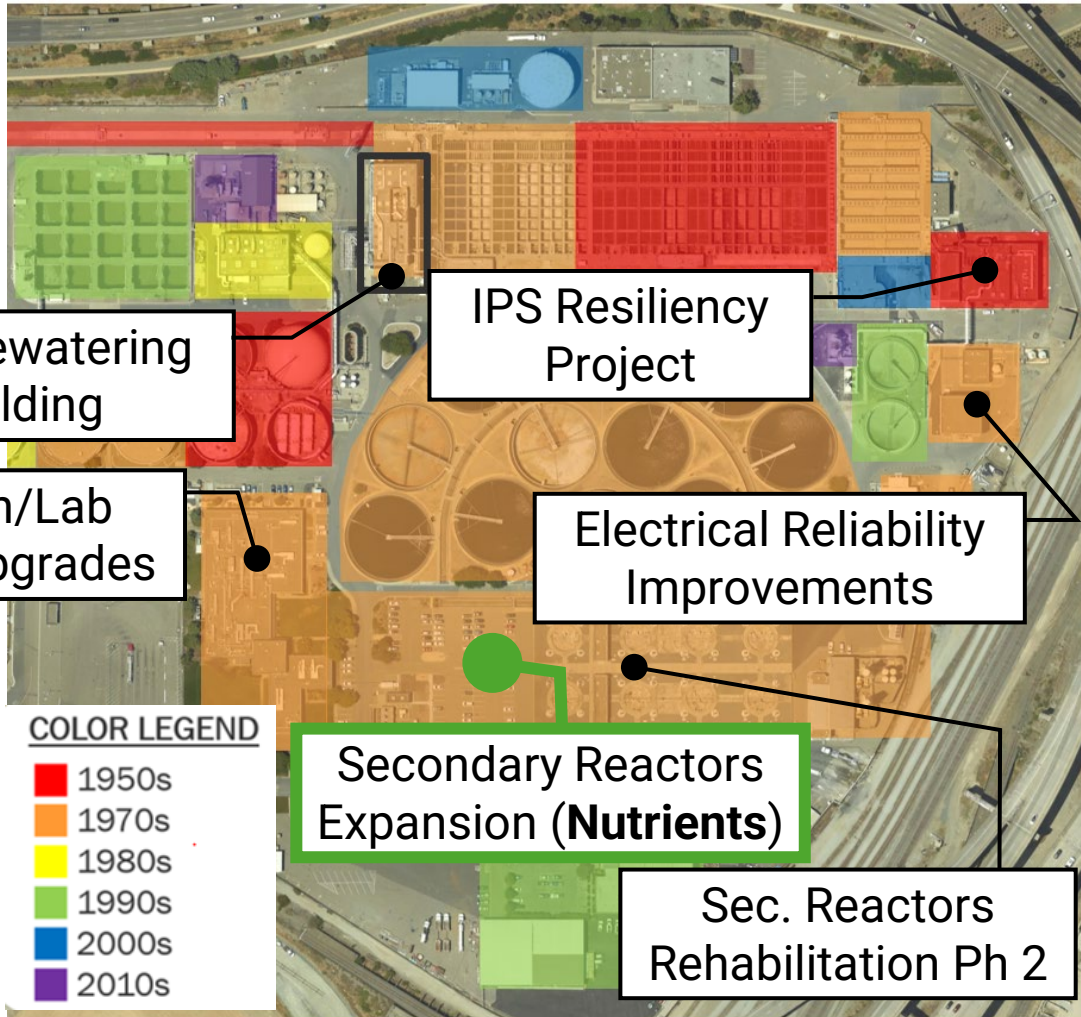 IPS Resiliency
Project
ewatering
lding
n/Lab
pgrades
Electrical Reliability
Improvements
Secondary Reactors
Expansion (Nutrients)
Sec. Reactors
Rehabilitation Ph 2
COLOR LEGEND
1950s
1970s
1980s
1990s
2000s
2010s